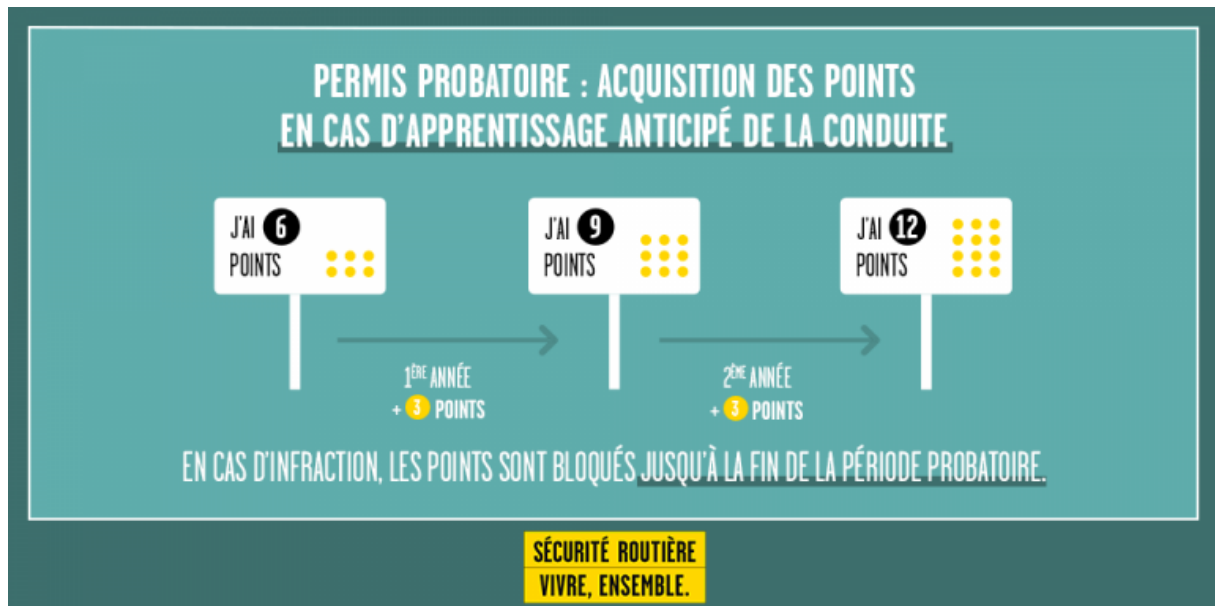 PERMIS PROBATOIRE : ACQUISITION DES POINTS
EN CAS D'APPRENTISSAGE ANTICIPÉ DE LA CONDUITE
J'AI 6
POINTS
J'AI 9
POINTS
J'AI 12
POINTS
1ÈRE ANNÉE
+ 3 POINTS
2ÈME ANNÉE
+ 3 POINTS
EN CAS D'INFRACTION, LES POINTS SONT BLOQUÉS JUSQU'À LA FIN DE LA PÉRIODE PROBATOIRE.
SÉCURITÉ ROUTIÈRE
VIVRE, ENSEMBLE.